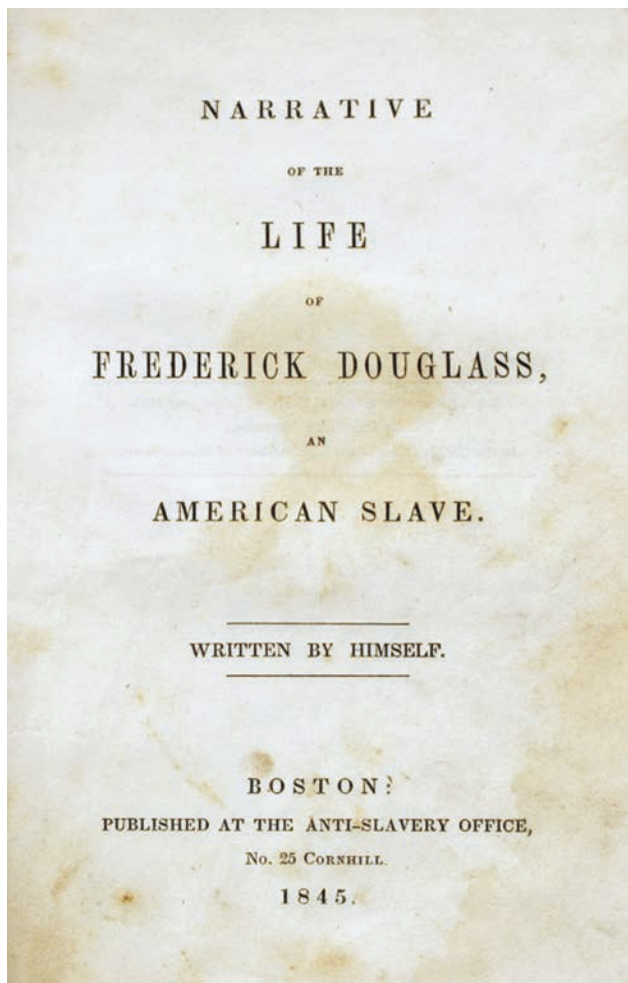 NARRATIVE
OF THE
LIFE
OF
FREDERICK DOUGLASS,
AN
AMERICAN SLAVE.
WRITTEN BY HIMSELF.
BOSTON:
PUBLISHED AT THE ANTI-SLAVERY OFFICE,
No. 25 CORNHILL
1845.